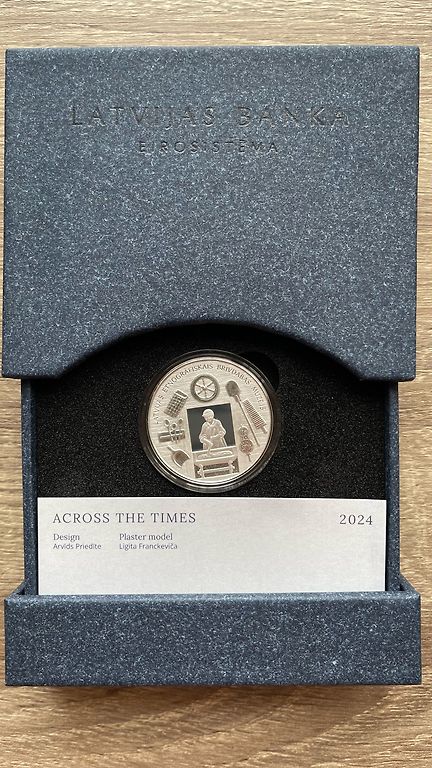 LATVIJAS BANKA
EIROSISTĒMA
LATVIJAS ETNOGRĀFISKAIS BRĪVDABAS MUZEJS
ACROSS THE TIMES
2024
Design
Plaster model
Arvīds Priedīte
Ligita Franckeviča